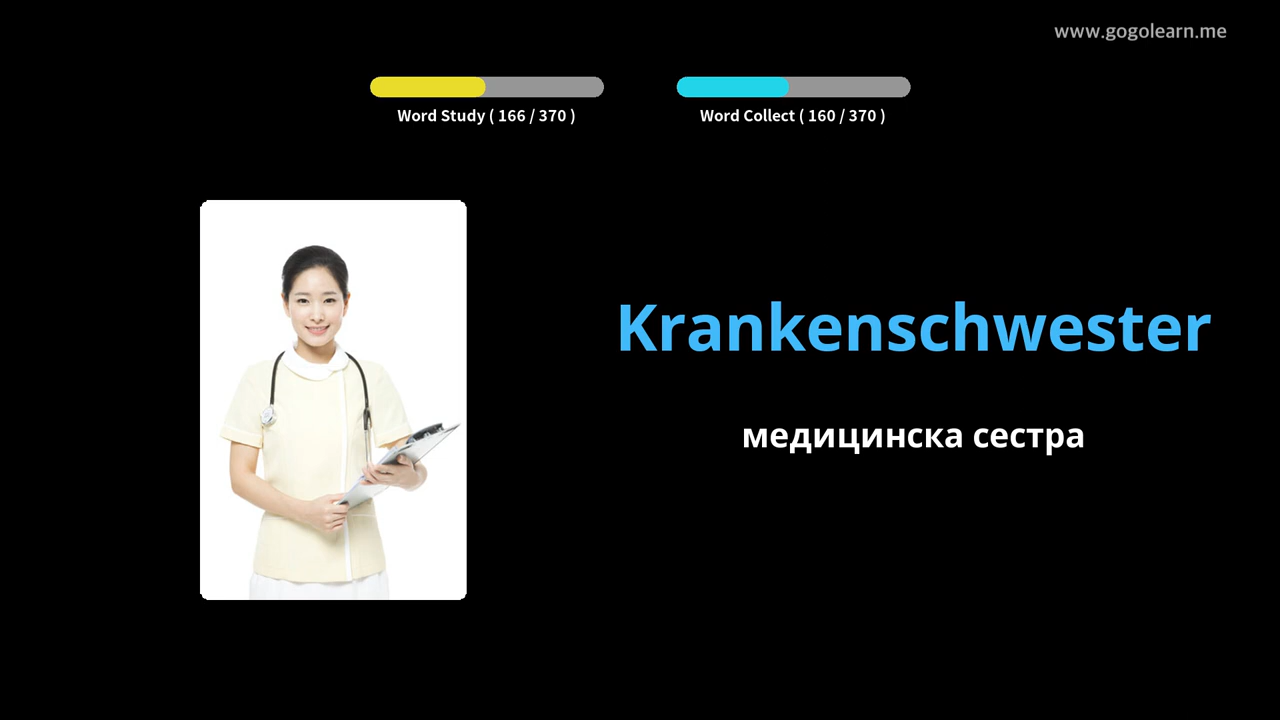 www.gogolearn.me
Word Study ( 166 / 370 )
Word Collect ( 160 / 370 )
Krankenschwester
медицинска сестра